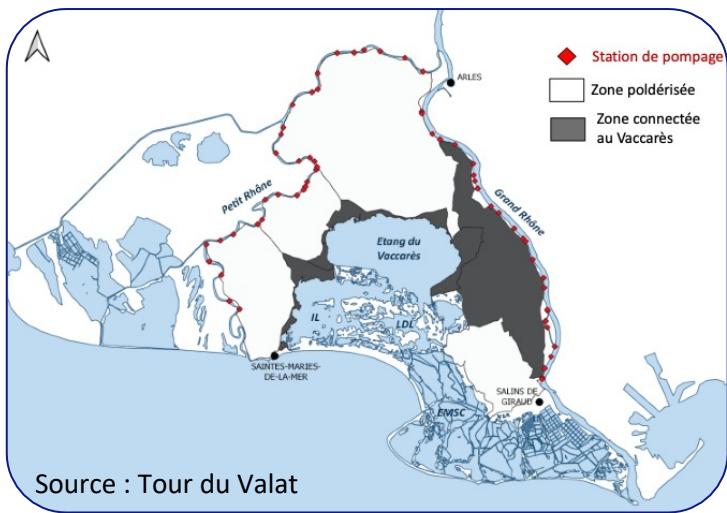 Station de pompage
ARLES
Zone poldérisée
Zone connectée
au Vaccarès
Petit Rhône
Grand Rhône
Etang du
Vaccarès
IL
LDL
SAINTES-MARIES-
DE-LA-MER
SALINS DE
GIRAUD
EMSC
Source : Tour du Valat